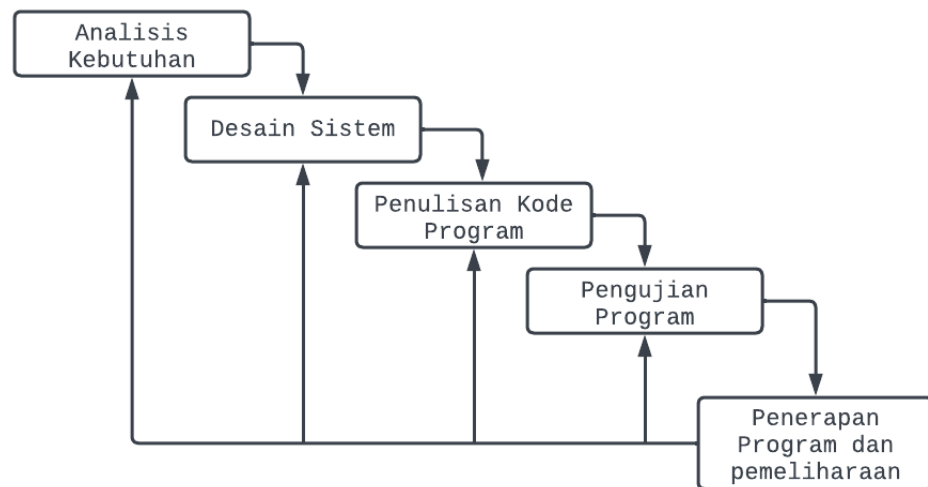 Analisis
Kebutuhan
Desain Sistem
Penulisan Kode
Program
Pengujian
Program
Penerapan
Program dan
pemeliharaan